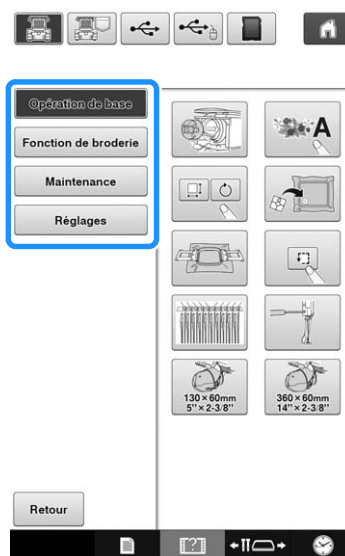 Opération de base
Fonction de broderie
Maintenance
Réglages
A
130×60mm
5"×2-3/8"
360×60mm
14"×2-3/8"
Retour